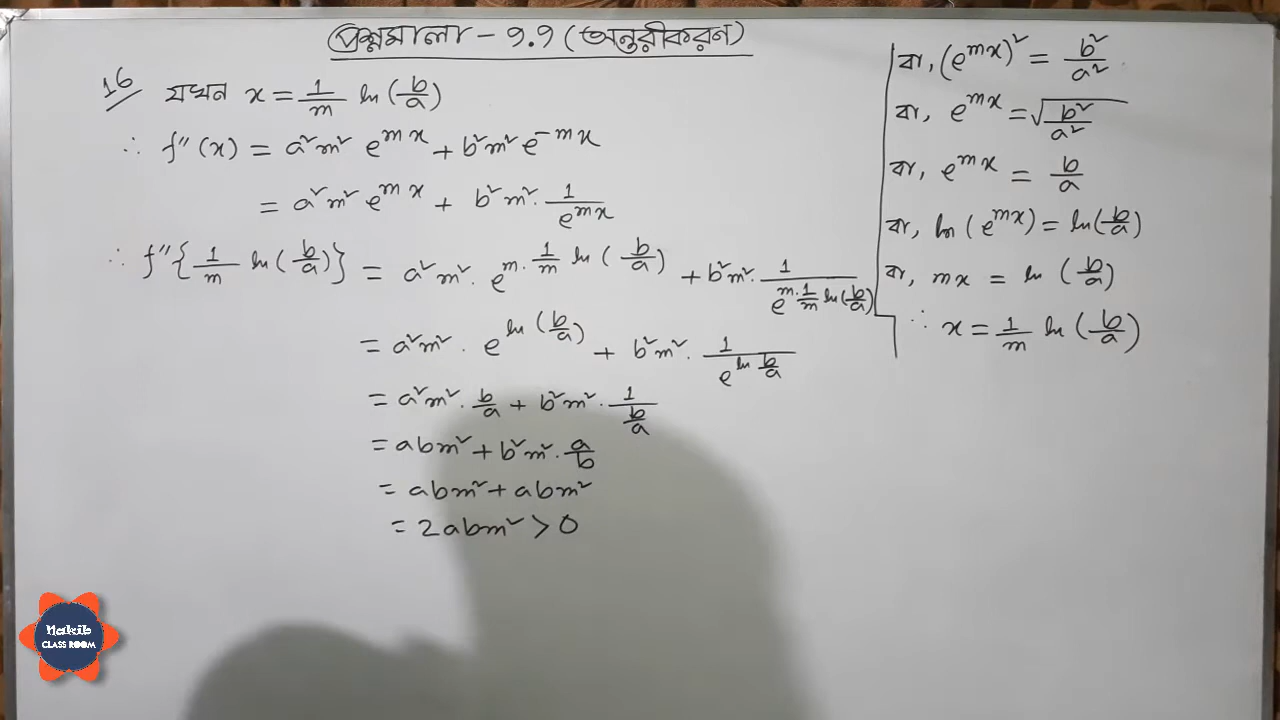 প্রশ্নমালা - ৭.৭ (অন্তরীকরন)
16 যখন x = 1/m ln(b/a)
∴ f''(x) = a²m² e^mx + b²m² e^-mx
= a²m² e^mx + b²m² · 1/e^mx
∴ f''{1/m ln(b/a)} = a²m² · e^(m · 1/m ln(b/a)) + b²m² · 1/e^(m · 1/m ln(b/a))
= a²m² · e^ln(b/a) + b²m² · 1/e^(ln b/a)
= a²m² · b/a + b²m² · 1/(b/a)
= abm² + b²m² · a/b
= abm² + abm²
= 2abm² > 0
বা, (e^mx)² = b²/a²
বা, e^mx = √(b²/a²)
বা, e^mx = b/a
বা, ln(e^mx) = ln(b/a)
বা, mx = ln(b/a)
∴ x = 1/m ln(b/a)
Makib
CLASS ROOM